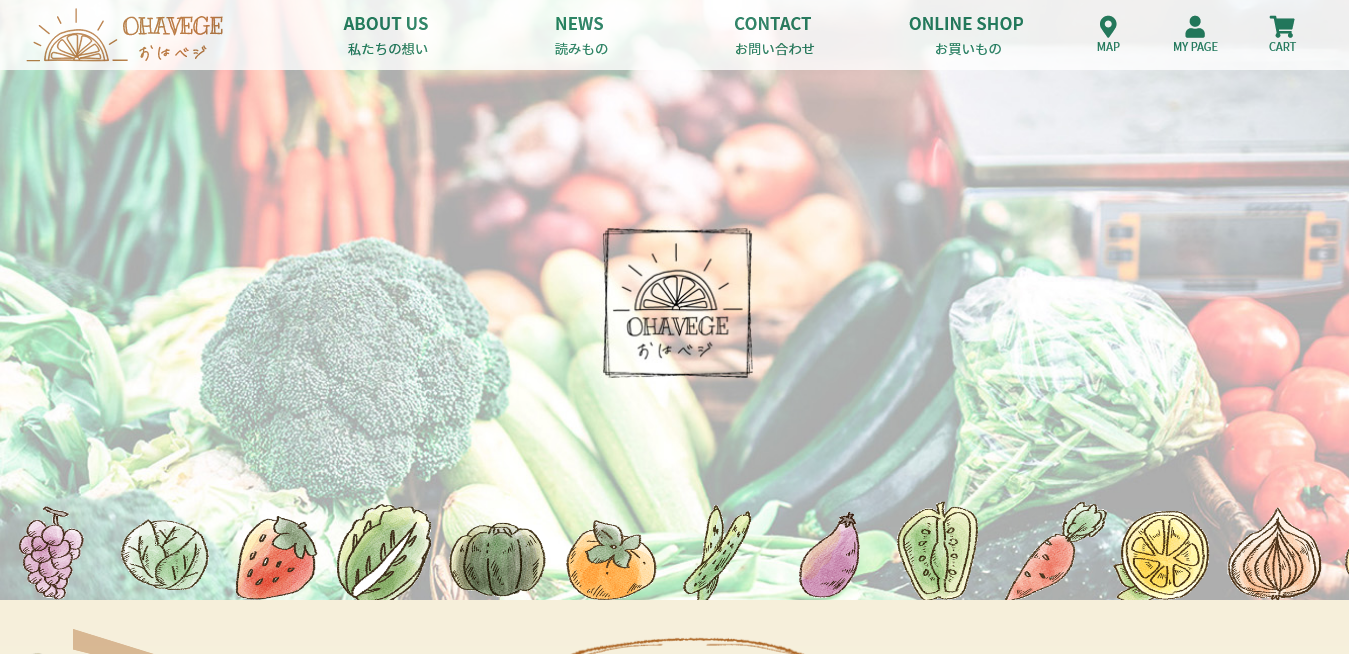 OHAVEGE
おはベジ
ABOUT US
私たちの想い
NEWS
読みもの
CONTACT
お問い合わせ
ONLINE SHOP
お買いもの
MAP
MY PAGE
CART
OHAVEGE
おはベジ